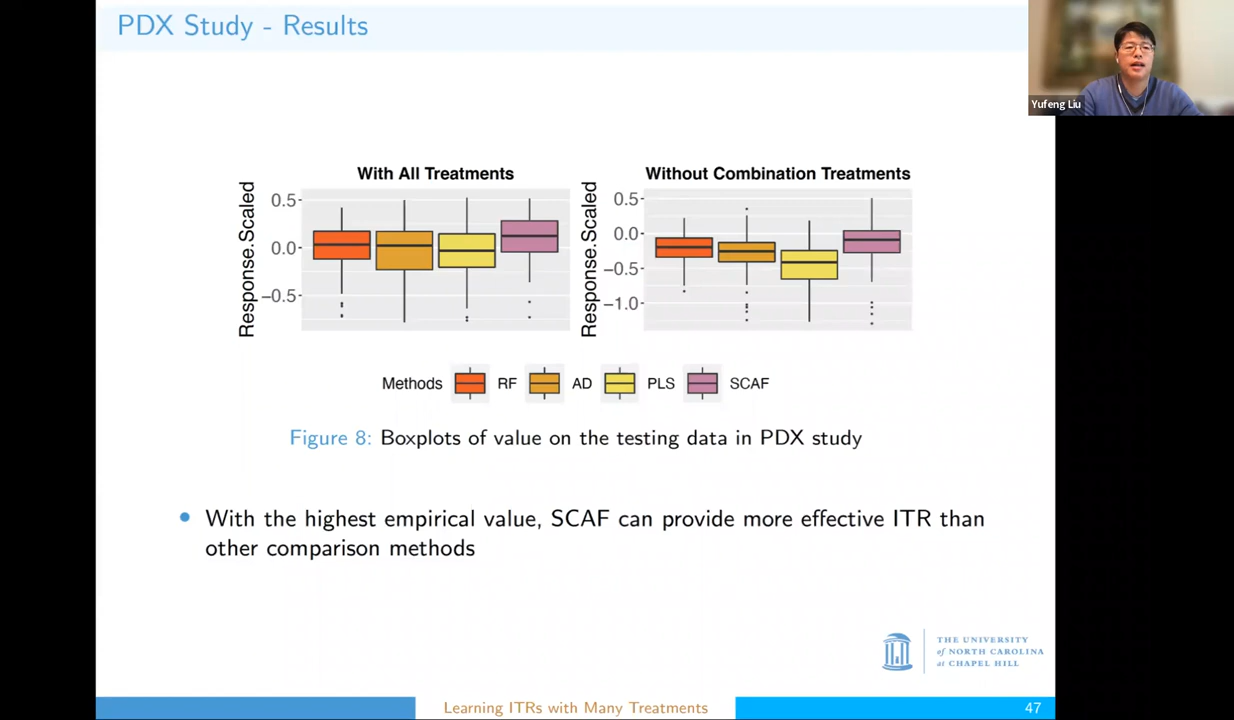 PDX Study - Results
Yufeng Liu
With All Treatments
Response.Scaled
0.5
0.0
−0.5
Without Combination Treatments
Response.Scaled
0.5
0.0
−0.5
−1.0
Methods RF AD PLS SCAF
Figure 8: Boxplots of value on the testing data in PDX study
With the highest empirical value, SCAF can provide more effective ITR than
other comparison methods
THE UNIVERSITY
of NORTH CAROLINA
at CHAPEL HILL
Learning ITRs with Many Treatments
47